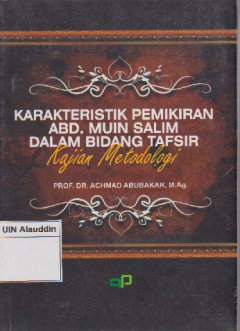 KARAKTERISTIK PEMIKIRAN
ABD. MUIN SALIM
DALAM BIDANG TAFSIR
Kajian Metodologi
PROF. DR. ACHMAD ABUBAKAR, M.Ag.
UIN Alauddin